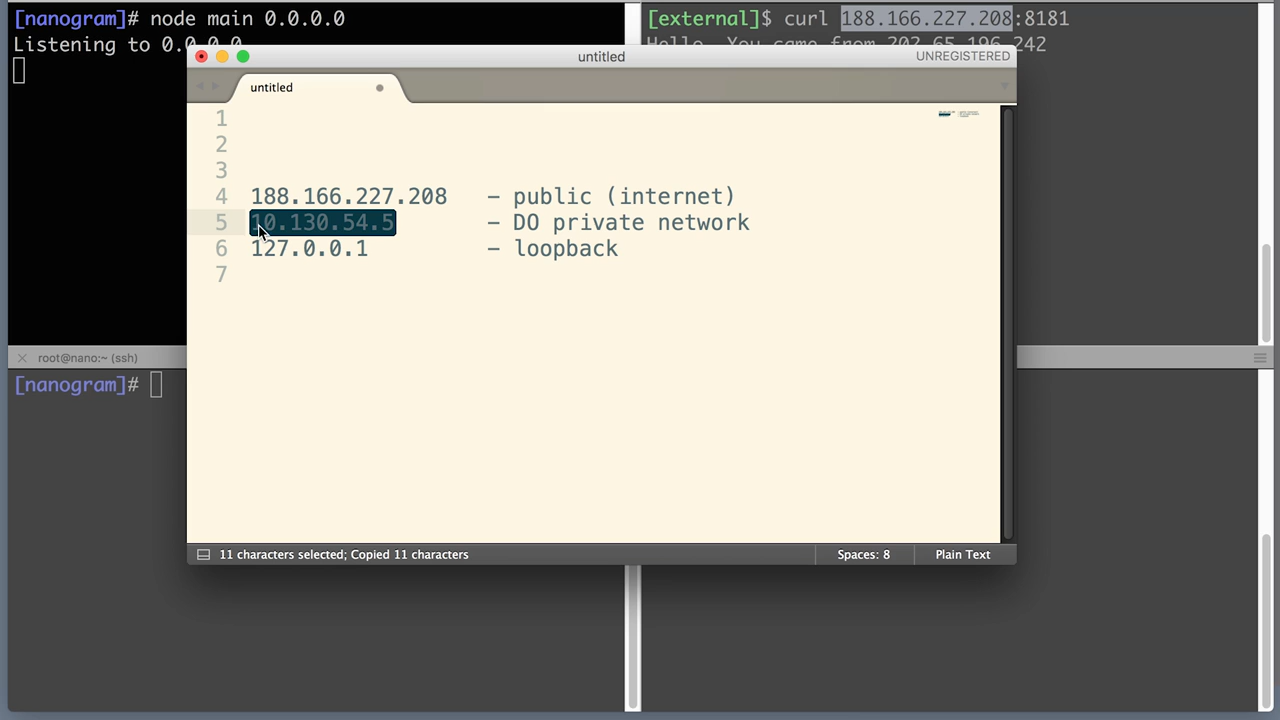 [nanogram]# node main 0.0.0.0
Listening to 0.0.0.0
[external]$ curl 188.166.227.208:8181
Hello. You came from 202.65.196.242
untitled
UNREGISTERED
untitled
1
2
3
4 188.166.227.208 – public (internet)
5 10.130.54.5 – DO private network
6 127.0.0.1 – loopback
7
11 characters selected; Copied 11 characters
Spaces: 8
Plain Text
root@nano:~ (ssh)
[nanogram]#